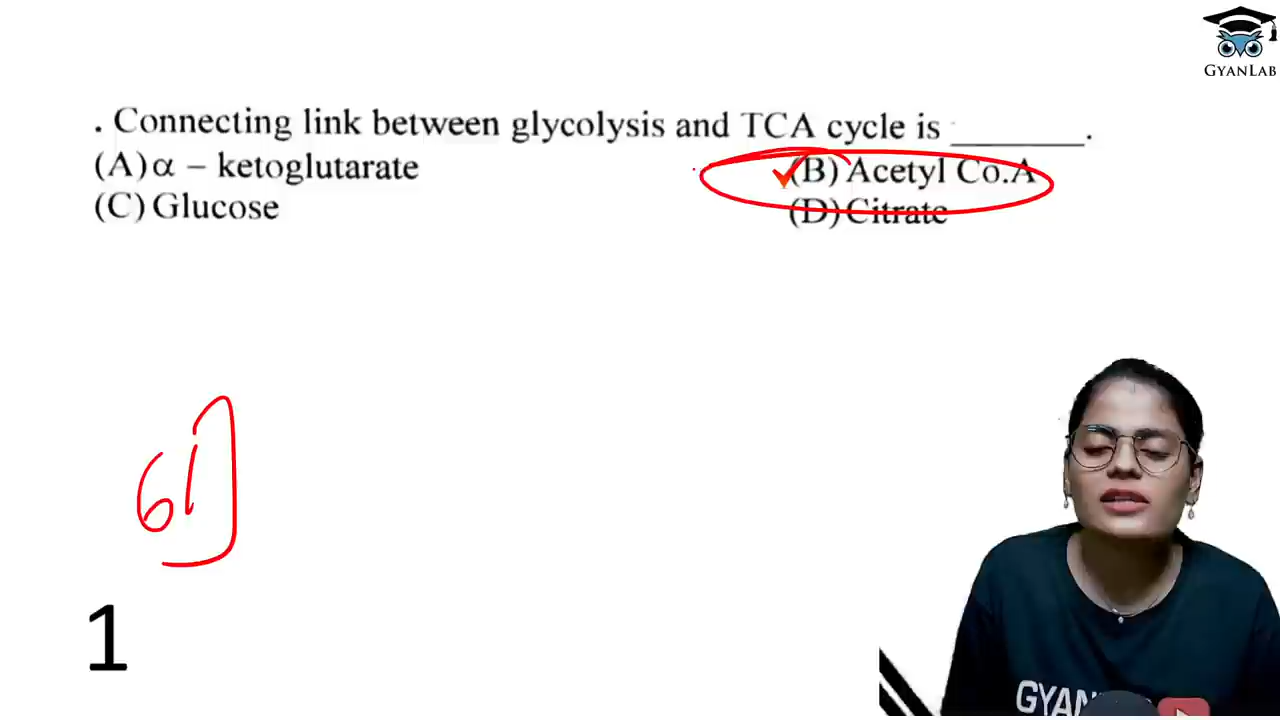 GYANLAB
. Connecting link between glycolysis and TCA cycle is ________.
(A) α – ketoglutarate
(B) Acetyl Co.A
(C) Glucose
(D) Citrate
61
1